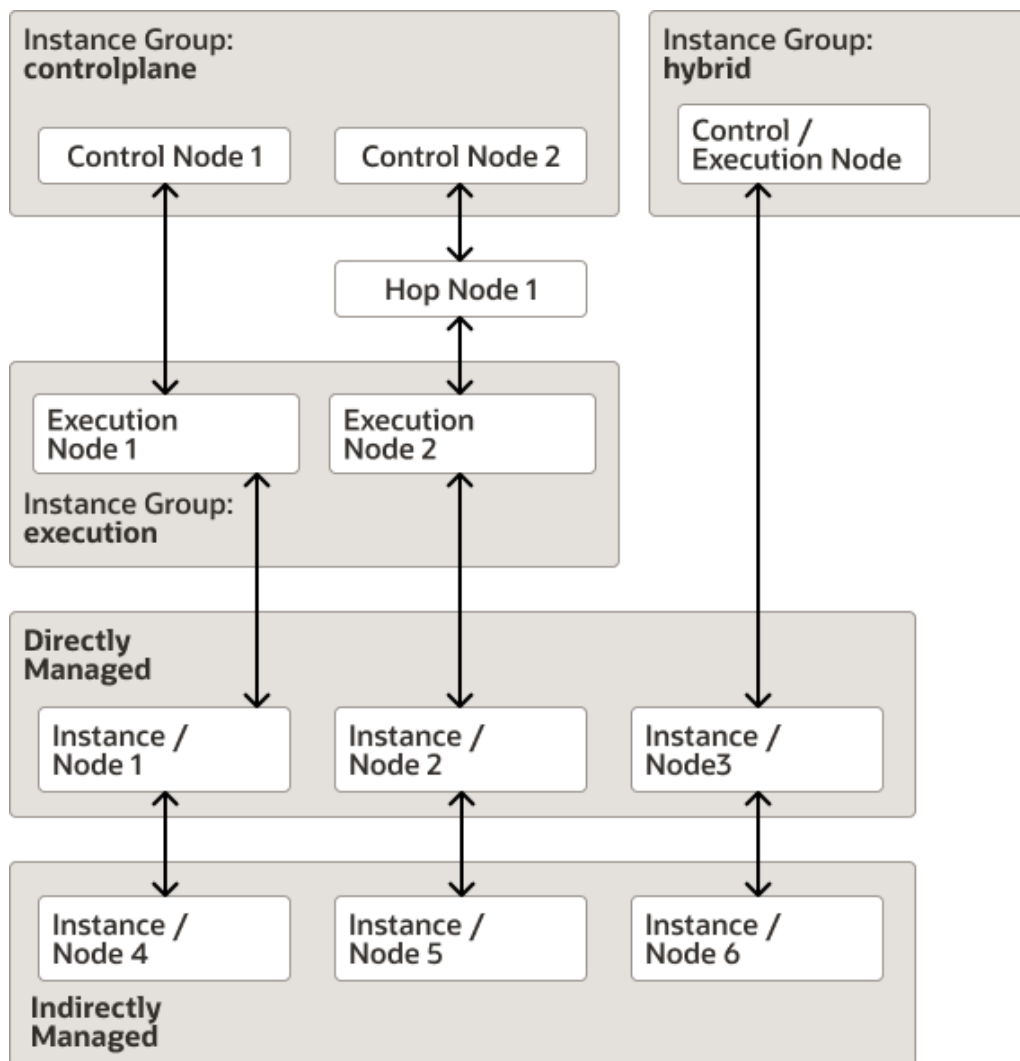 Instance Group:
controlplane
Control Node 1
Control Node 2
Instance Group:
hybrid
Control /
Execution Node
Hop Node 1
Execution
Node 1
Execution
Node 2
Instance Group:
execution
Directly
Managed
Instance /
Node 1
Instance /
Node 2
Instance /
Node3
Instance /
Node 4
Instance /
Node 5
Instance /
Node 6
Indirectly
Managed